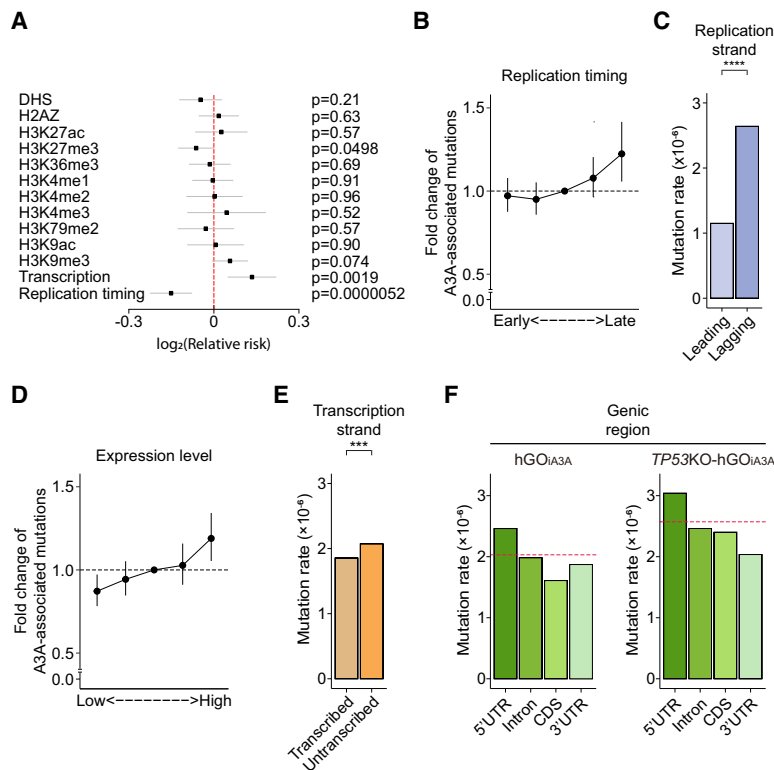 A
DHS p=0.21
H2AZ p=0.63
H3K27ac p=0.57
H3K27me3 p=0.0498
H3K36me3 p=0.69
H3K4me1 p=0.91
H3K4me2 p=0.96
H3K4me3 p=0.52
H3K79me2 p=0.57
H3K9ac p=0.90
H3K9me3 p=0.074
Transcription p=0.0019
Replication timing p=0.0000052
-0.3 0 0.3
log₂(Relative risk)
B
Replication timing
Fold change of
A3A-associated mutations
1.5
1.0
0.5
0.0
Early<------>Late
C
Replication
strand
****
Mutation rate (x10⁻⁶)
3
2
1
0
Leading
Lagging
D
Expression level
Fold change of
A3A-associated mutations
1.5
1.0
0.5
0.0
Low<-------->High
E
Transcription
strand
***
Mutation rate (×10⁻⁶)
3
2
1
0
Transcribed
Untranscribed
F
Genic
region
hGOiA3A
Mutation rate (×10⁻⁶)
3
2
1
0
5'UTR
Intron
CDS
3'UTR
TP53KO-hGOiA3A
Mutation rate (×10⁻⁶)
3
2
1
0
5'UTR
Intron
CDS
3'UTR